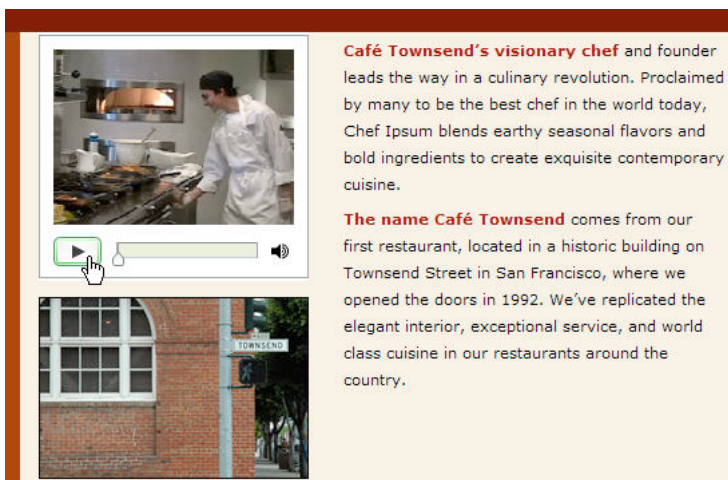 Café Townsend’s visionary chef and founder
leads the way in a culinary revolution. Proclaimed
by many to be the best chef in the world today,
Chef Ipsum blends earthy seasonal flavors and
bold ingredients to create exquisite contemporary
cuisine.
The name Café Townsend comes from our
first restaurant, located in a historic building on
Townsend Street in San Francisco, where we
opened the doors in 1992. We’ve replicated the
elegant interior, exceptional service, and world
class cuisine in our restaurants around the
country.
TOWNSEND